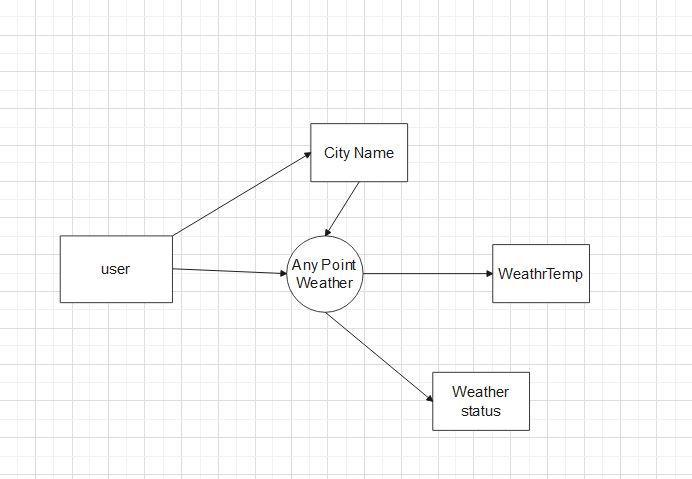 City Name
user
Any Point
Weather
WeathrTemp
Weather
status